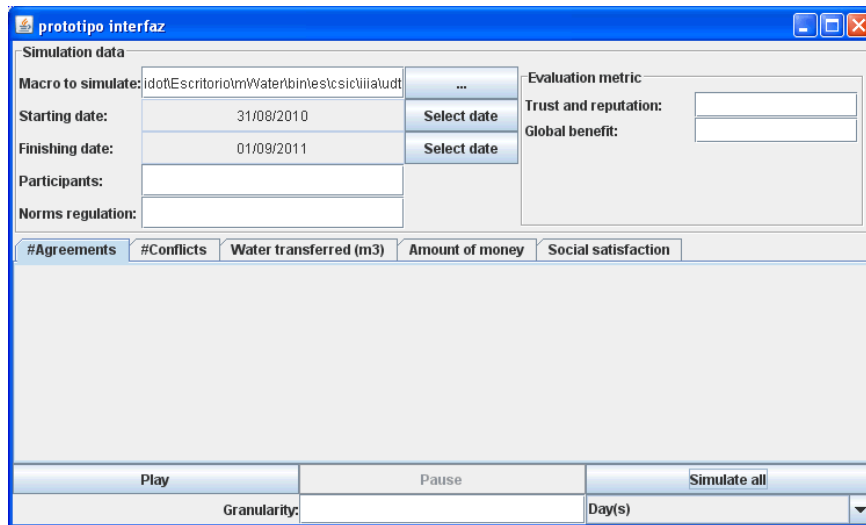 prototipo interfaz
Simulation data
Macro to simulate: idot\Escritorio\mWater\bin\es\csic\iiia\udt ...
Starting date: 31/08/2010 Select date
Finishing date: 01/09/2011 Select date
Participants:
Norms regulation:
Evaluation metric
Trust and reputation:
Global benefit:
#Agreements #Conflicts Water transferred (m3) Amount of money Social satisfaction
Play Pause Simulate all
Granularity: Day(s)